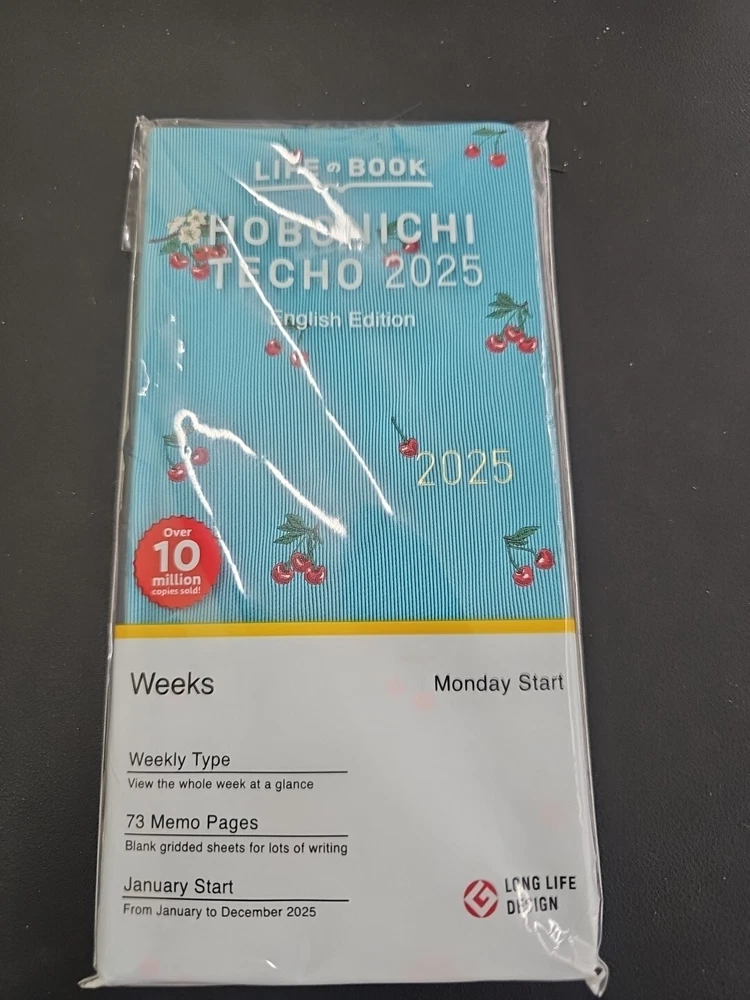 LIFE の BOOK
HOBONICHI
TECHO 2025
English Edition
2025
Over
10
million
copies sold!
Weeks
Monday Start
Weekly Type
View the whole week at a glance
73 Memo Pages
Blank gridded sheets for lots of writing
January Start
From January to December 2025
LONG LIFE
DESIGN